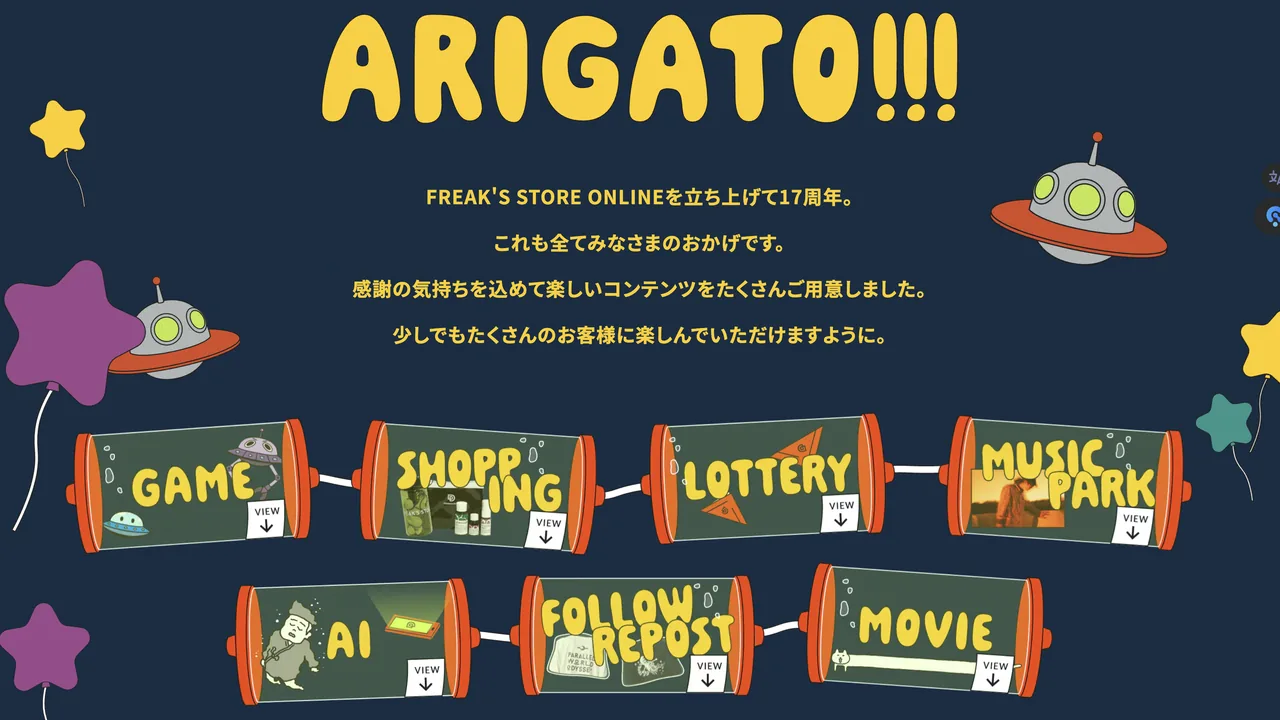 ARIGATO!!!
FREAK'S STORE ONLINEを立ち上げて17周年。
これも全てみなさまのおかげです。
感謝の気持ちを込めて楽しいコンテンツをたくさんご用意しました。
少しでもたくさんのお客様に楽しんでいただけますように。
GAME
VIEW
SHOPP
ING
VIEW
LOTTERY
VIEW
MUSIC
PARK
VIEW
AI
VIEW
FOLLOW
REPOST
PARALLEL
WORLD
ODYSSEY
VIEW
MOVIE
VIEW